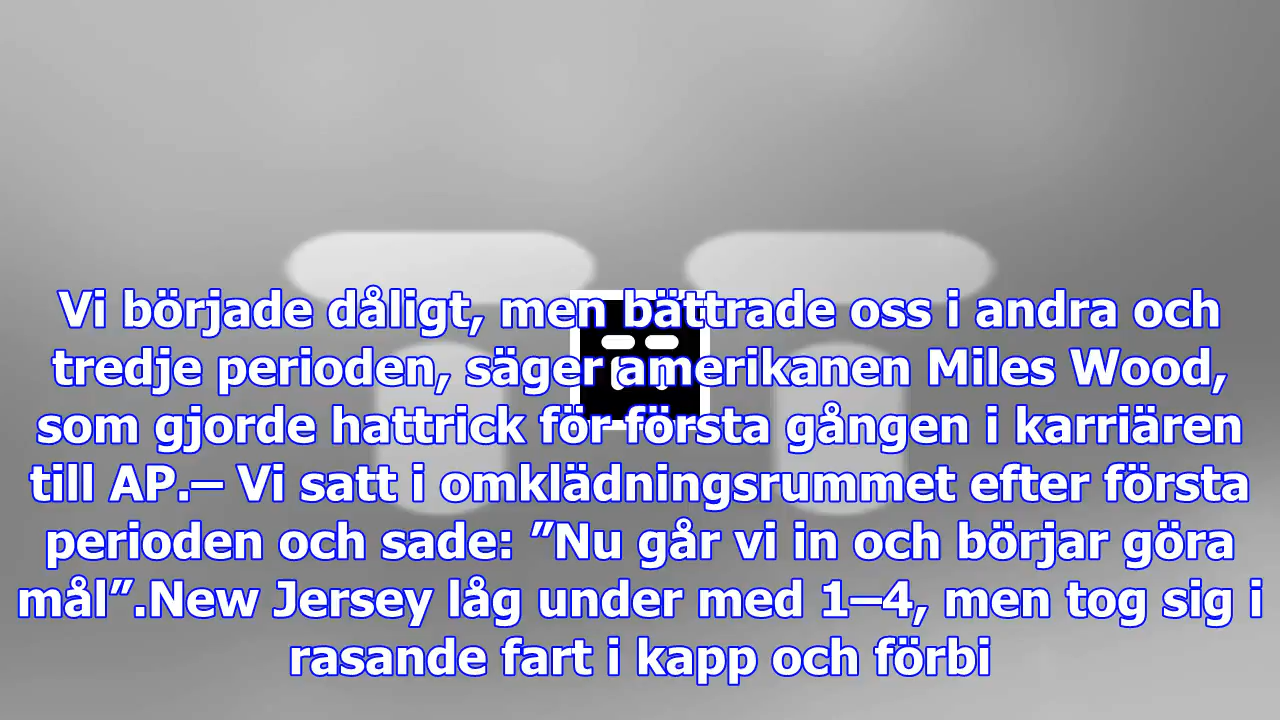 Vi började dåligt, men bättrade oss i andra och
tredje perioden, säger amerikanen Miles Wood,
som gjorde hattrick för första gången i karriären
till AP.– Vi satt i omklädningsrummet efter första
perioden och sade: ”Nu går vi in och börjar göra
mål”.New Jersey låg under med 1–4, men tog sig i
rasande fart i kapp och förbi